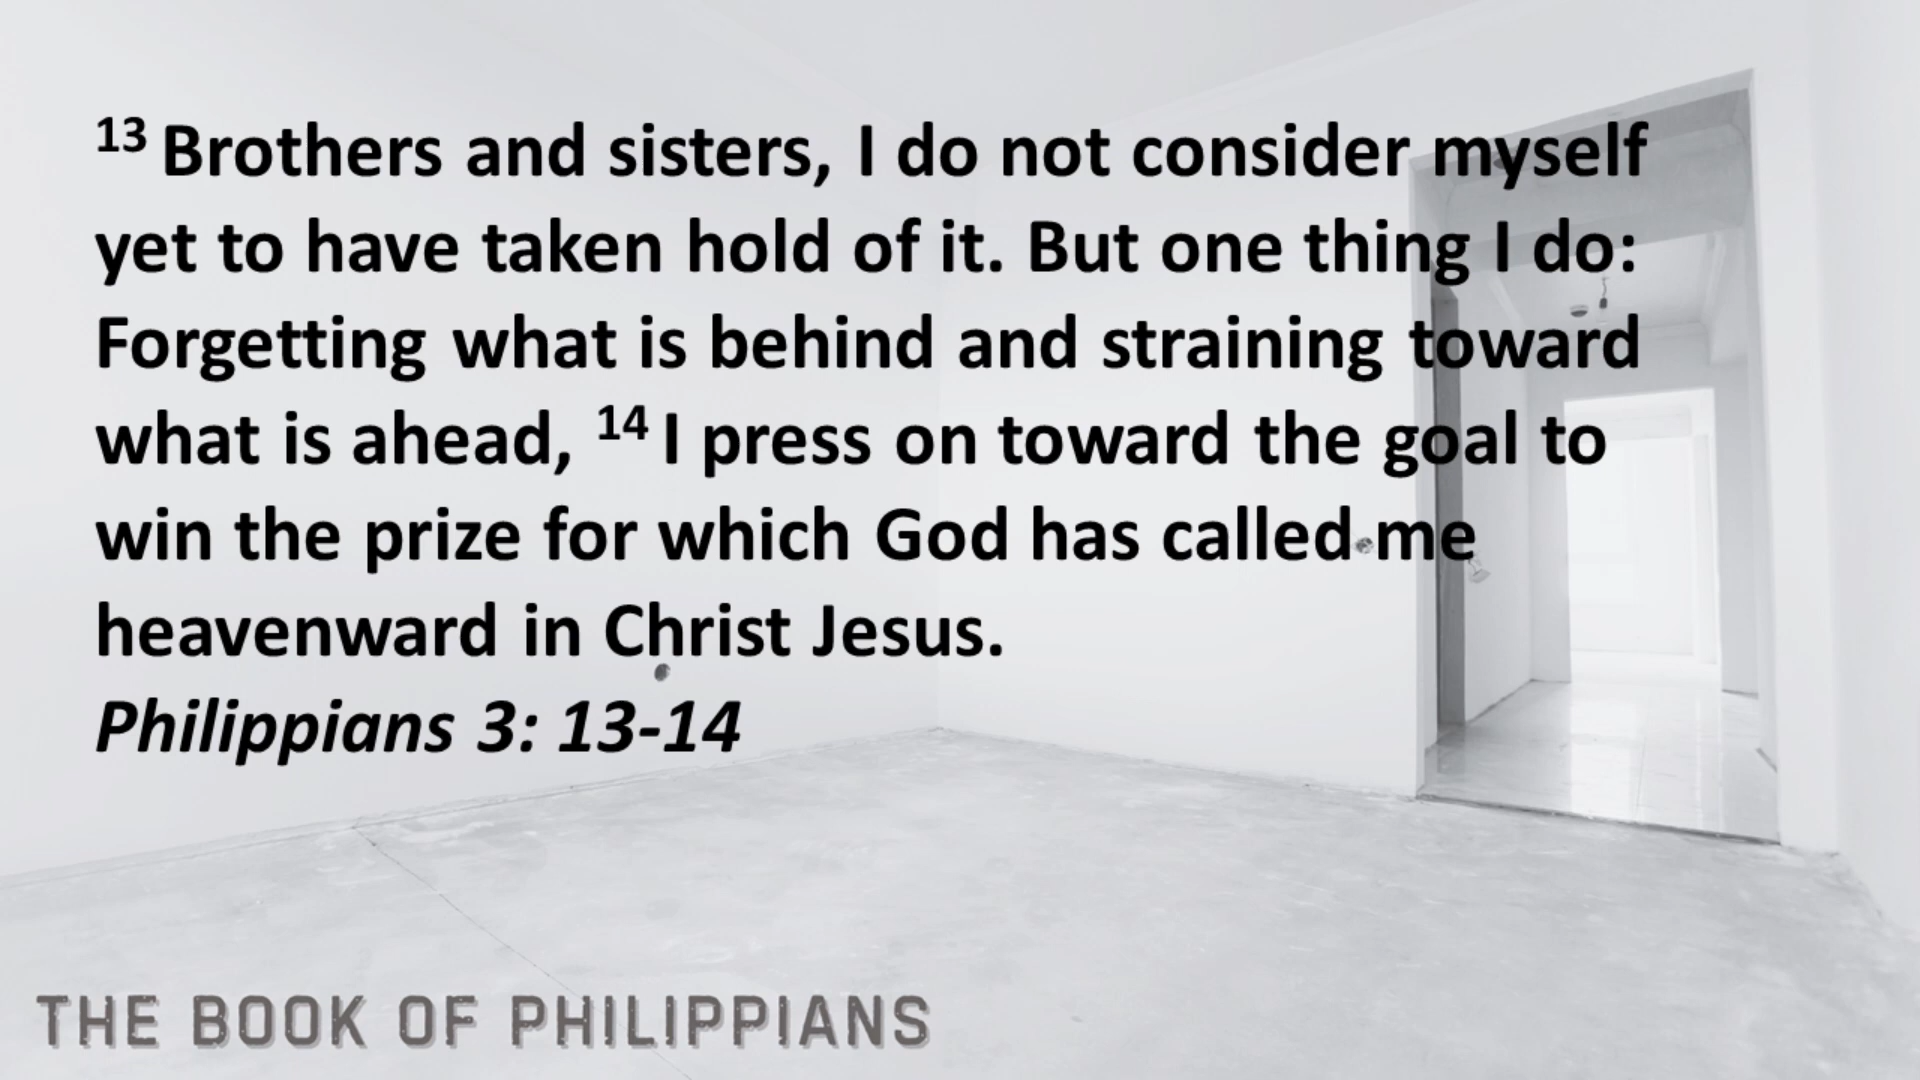 13 Brothers and sisters, I do not consider myself
yet to have taken hold of it. But one thing I do:
Forgetting what is behind and straining toward
what is ahead, 14 I press on toward the goal to
win the prize for which God has called me
heavenward in Christ Jesus.
Philippians 3: 13-14
THE BOOK OF PHILIPPIANS